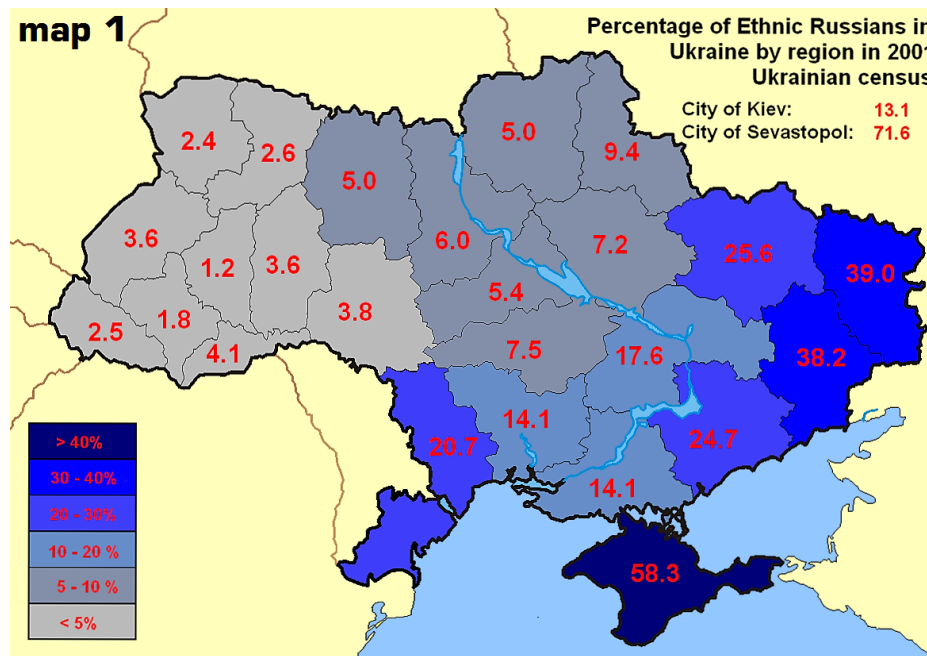 map 1
Percentage of Ethnic Russians in
Ukraine by region in 2001
Ukrainian census
City of Kiev: 13.1
City of Sevastopol: 71.6
2.4
2.6
5.0
5.0
9.4
3.6
1.2
3.6
6.0
7.2
25.6
39.0
2.5
1.8
4.1
3.8
5.4
7.5
17.6
38.2
20.7
14.1
24.7
14.1
58.3
> 40%
30 - 40%
20 - 30%
10 - 20 %
5 - 10 %
< 5%